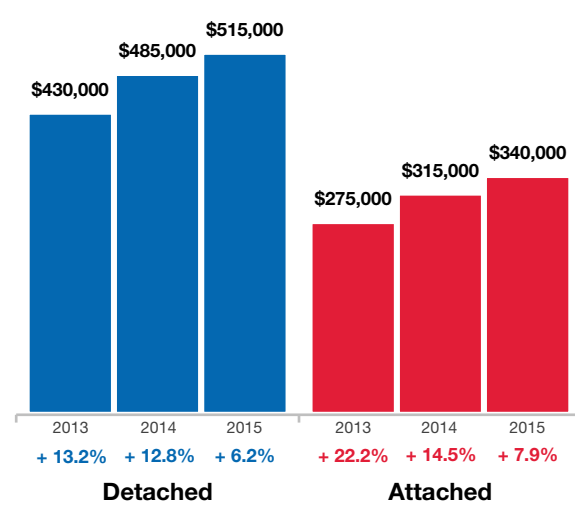 $430,000
$485,000
$515,000
$275,000
$315,000
$340,000
2013 2014 2015 2013 2014 2015
+ 13.2% + 12.8% + 6.2% + 22.2% + 14.5% + 7.9%
Detached Attached